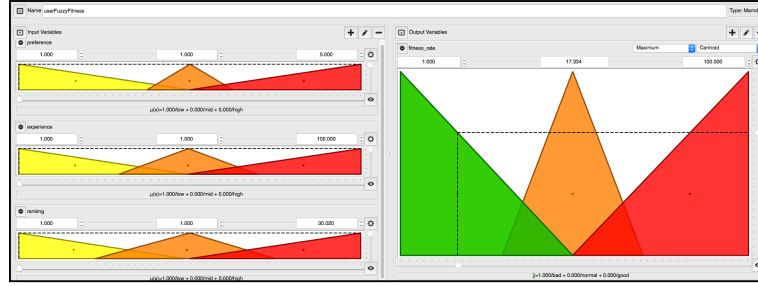 Name userFuzzyFitness
Type: Mamd
Input Variables
preference
1.000 1.000 5.000
μ(x)=1.000/low + 0.000/mid + 0.000/high
experience
1.000 1.000 100.000
μ(x)=1.000/low + 0.000/mid + 0.000/high
ranking
1.000 1.000 30.020
μ(x)=1.000/low + 0.000/mid + 0.000/high
Output Variables
fitness_rate Maximum Centroid
1.000 17.334 100.000
ỹ=1.000/bad + 0.000/normal + 0.000/good